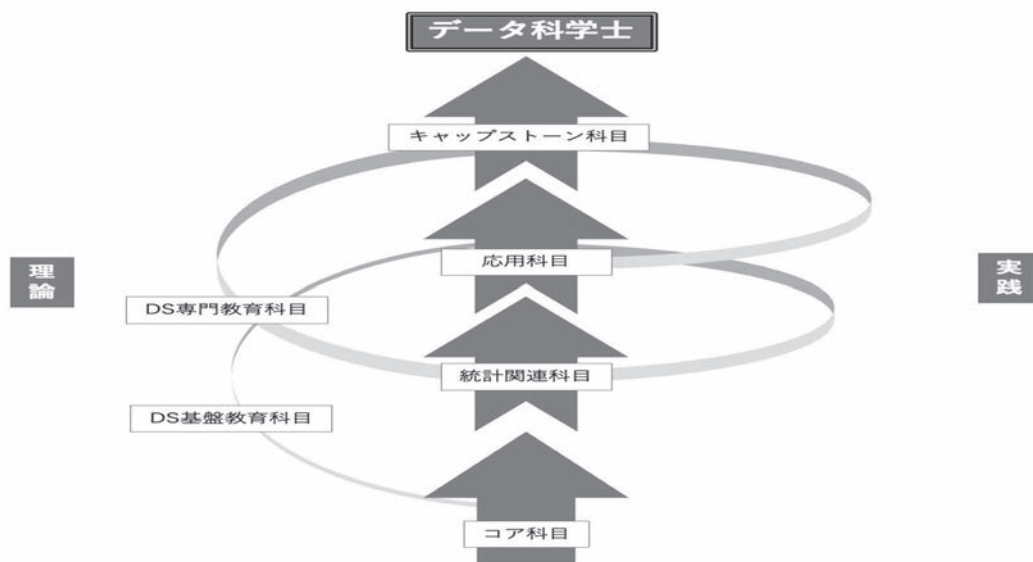 データ科学士
キャップストーン科目
応用科目
理論
実践
DS専門教育科目
統計関連科目
DS基盤教育科目
コア科目